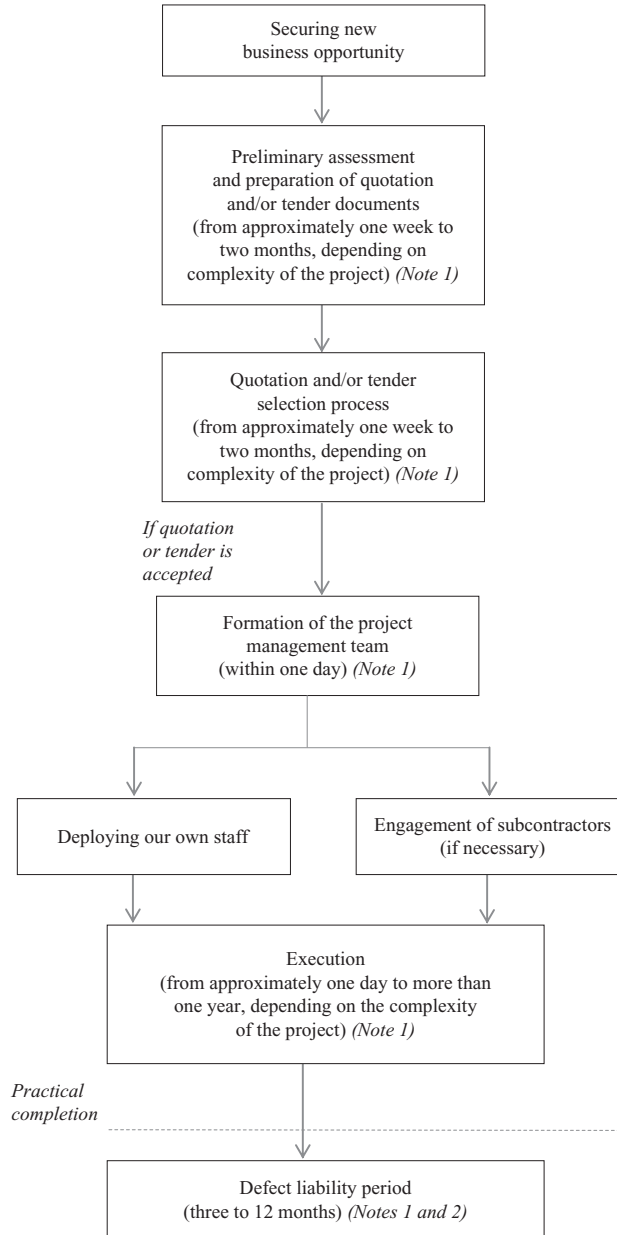 Securing new
business opportunity
Preliminary assessment
and preparation of quotation
and/or tender documents
(from approximately one week to
two months, depending on
complexity of the project) (Note 1)
Quotation and/or tender
selection process
(from approximately one week to
two months, depending on
complexity of the project) (Note 1)
If quotation
or tender is
accepted
Formation of the project
management team
(within one day) (Note 1)
Deploying our own staff
Engagement of subcontractors
(if necessary)
Execution
(from approximately one day to more than
one year, depending on the complexity
of the project) (Note 1)
Practical
completion
Defect liability period
(three to 12 months) (Notes 1 and 2)